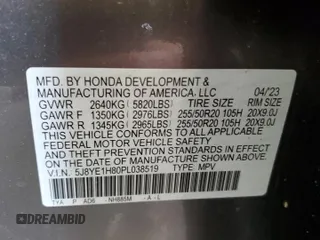 MFD. BY HONDA DEVELOPMENT &
MANUFACTURING OF AMERICA, LLC 04/'23
GVWR 2640KG (5820LBS) TIRE SIZE RIM SIZE
GAWR F 1350KG (2976LBS) 255/50R20 105H 20X9.0J
GAWR R 1345KG (2965LBS) 255/50R20 105H 20X9.0J
THIS VEHICLE CONFORMS TO ALL APPLICABLE
FEDERAL MOTOR VEHICLE SAFETY AND
THEFT PREVENTION STANDARDS IN EFFECT ON
THE DATE OF MANUFACTURE SHOWN ABOVE.
V.I.N. 5J8YE1H80PL038519 TYPE: MPV
TYA P AD6 NH885M A L
DREAMBID